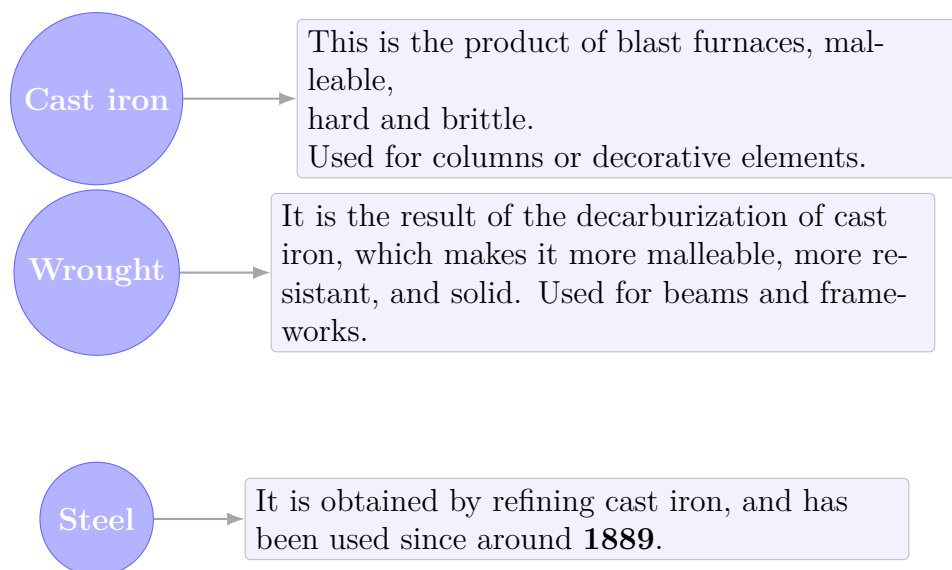 Cast iron
This is the product of blast furnaces, mal-
leable,
hard and brittle.
Used for columns or decorative elements.
Wrought
It is the result of the decarburization of cast
iron, which makes it more malleable, more re-
sistant, and solid. Used for beams and frame-
works.
Steel
It is obtained by refining cast iron, and has
been used since around 1889.